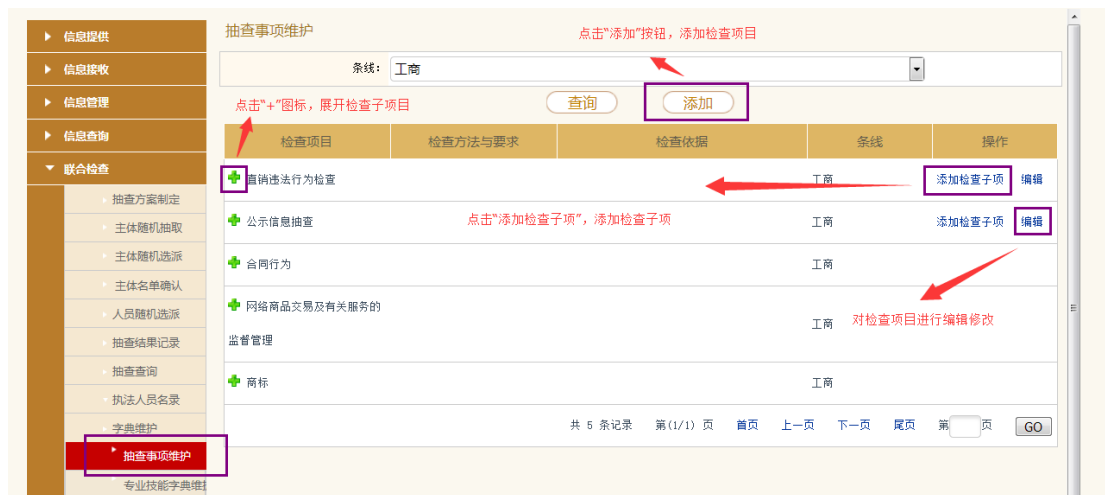 信息提供
信息接收
信息管理
信息查询
联合检查
抽查方案制定
主体随机抽取
主体随机选派
主体名单确认
人员随机选派
抽查结果记录
抽查查询
执法人员名录
字典维护
抽查事项维护
专业技能字典维
抽查事项维护
点击“添加”按钮，添加检查项目
条线： 工商
点击“+”图标，展开检查子项目
查询 添加
检查项目 检查方法与要求 检查依据 条线 操作
直销违法行为检查 工商 添加检查子项 编辑
公示信息抽查 点击“添加检查子项”，添加检查子项 工商 添加检查子项 编辑
合同行为 工商
网络商品交易及有关服务的
监督管理 工商 对检查项目进行编辑修改
商标 工商
共 5 条记录 第(1/1) 页 首页 上一页 下一页 尾页 第 页 GO